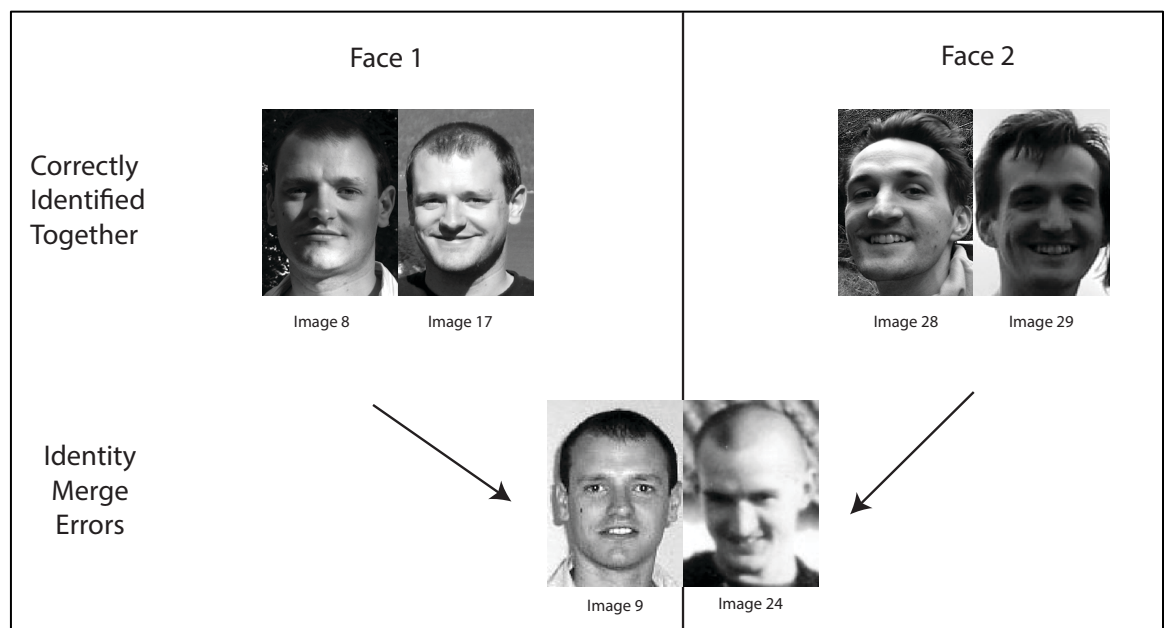 Face 1
Face 2
Correctly
Identified
Together
Image 8
Image 17
Image 28
Image 29
Identity
Merge
Errors
Image 9
Image 24